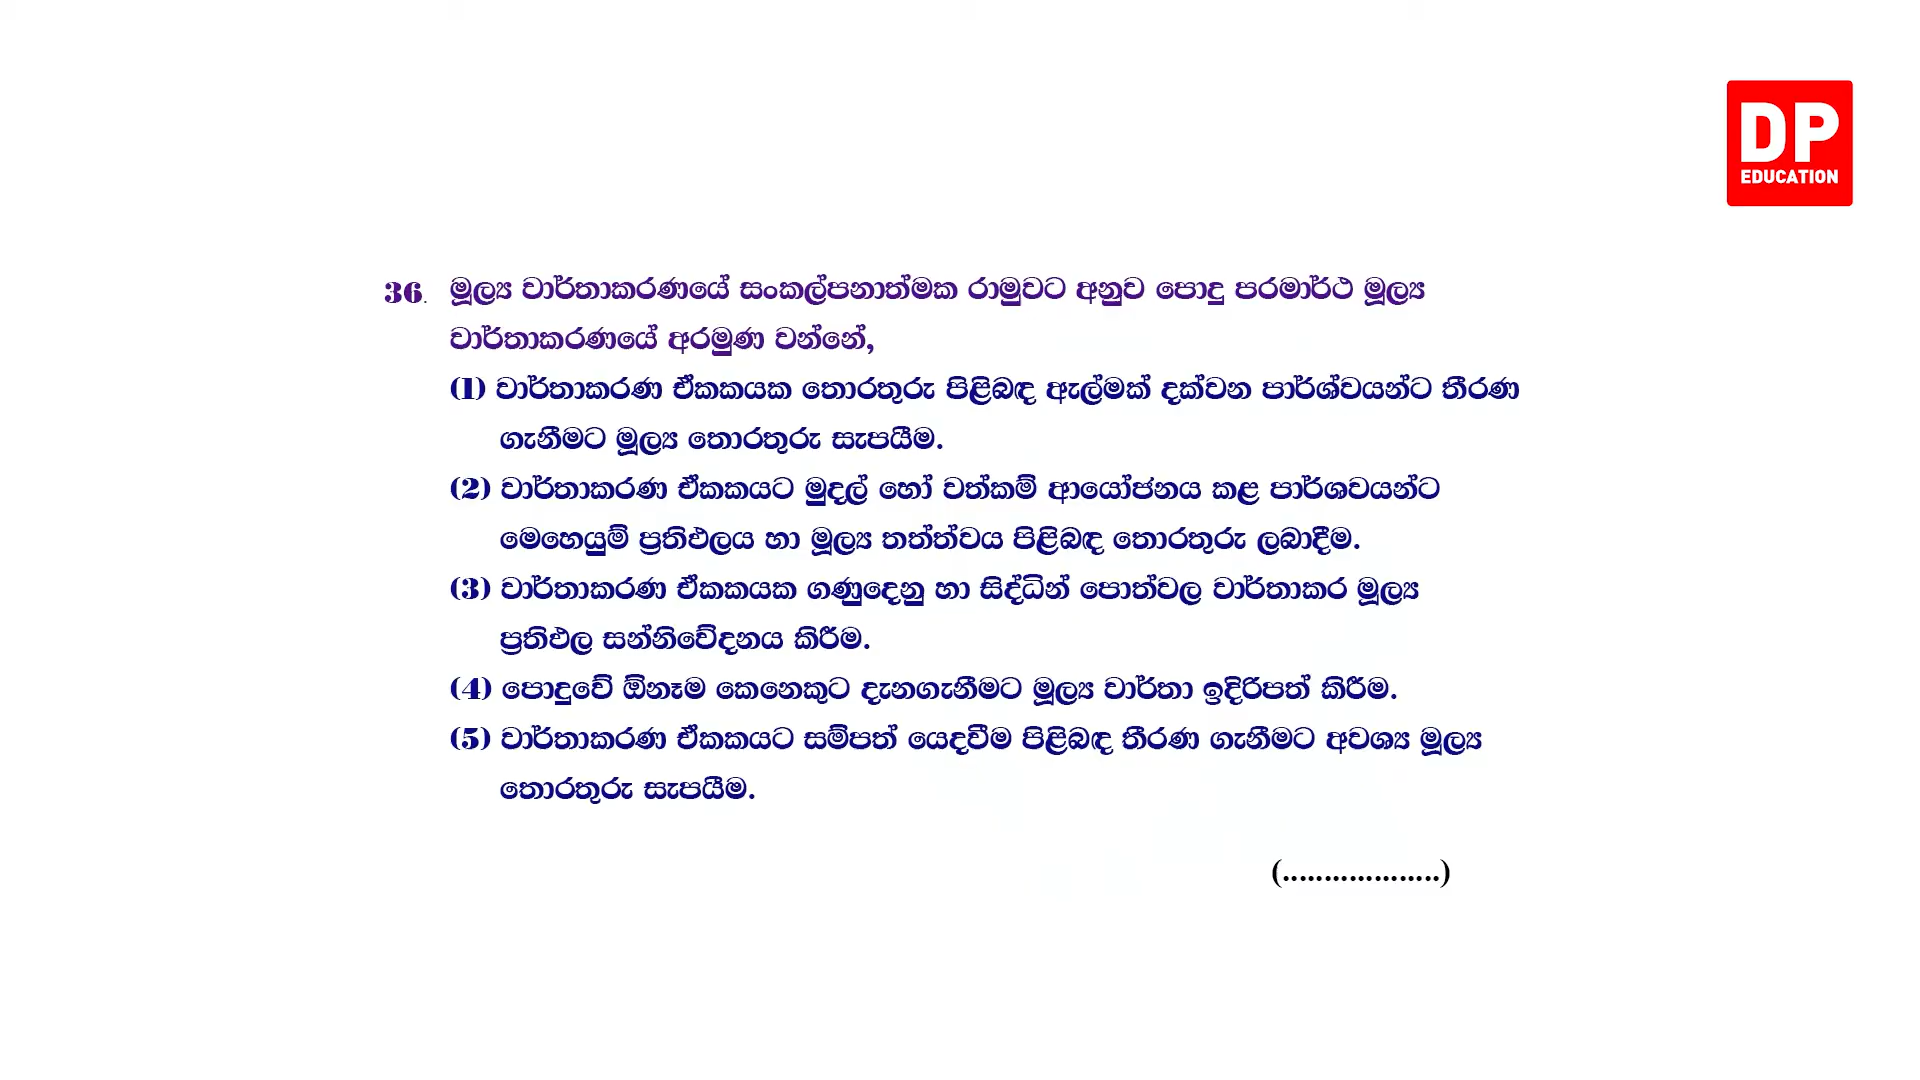 DP
EDUCATION
36. මූල්‍ය වාර්තාකරණයේ සංකල්පනාත්මක රාමුවට අනුව පොදු පරමාර්ථ මූල්‍ය
වාර්තාකරණයේ අරමුණ වන්නේ,
(1) වාර්තාකරණ ඒකකයක තොරතුරු පිළිබඳ ඇල්මක් දක්වන පාර්ශ්වයන්ට තීරණ
ගැනීමට මූල්‍ය තොරතුරු සැපයීම.
(2) වාර්තාකරණ ඒකකයට මුදල් හෝ වත්කම් ආයෝජනය කළ පාර්ශවයන්ට
මෙහෙයුම් ප්‍රතිඵලය හා මූල්‍ය තත්ත්වය පිළිබඳ තොරතුරු ලබාදීම.
(3) වාර්තාකරණ ඒකකයක ගණුදෙනු හා සිද්ධින් පොත්වල වාර්තාකර මූල්‍ය
ප්‍රතිඵල සන්නිවේදනය කිරීම.
(4) පොදුවේ ඕනෑම කෙනෙකුට දැනගැනීමට මූල්‍ය වාර්තා ඉදිරිපත් කිරීම.
(5) වාර්තාකරණ ඒකකයට සම්පත් යෙදවීම පිළිබඳ තීරණ ගැනීමට අවශ්‍ය මූල්‍ය
තොරතුරු සැපයීම.
(...................)